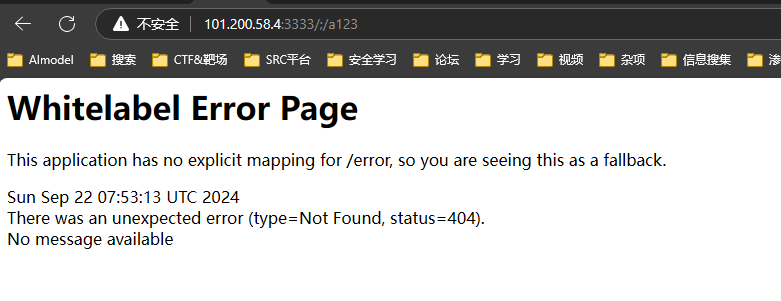 不安全 101.200.58.4:3333/;/a123
AImodel 搜索 CTF&靶场 SRC平台 安全学习 论坛 学习 视频 杂项 信息搜集 渗
Whitelabel Error Page
This application has no explicit mapping for /error, so you are seeing this as a fallback.
Sun Sep 22 07:53:13 UTC 2024
There was an unexpected error (type=Not Found, status=404).
No message available